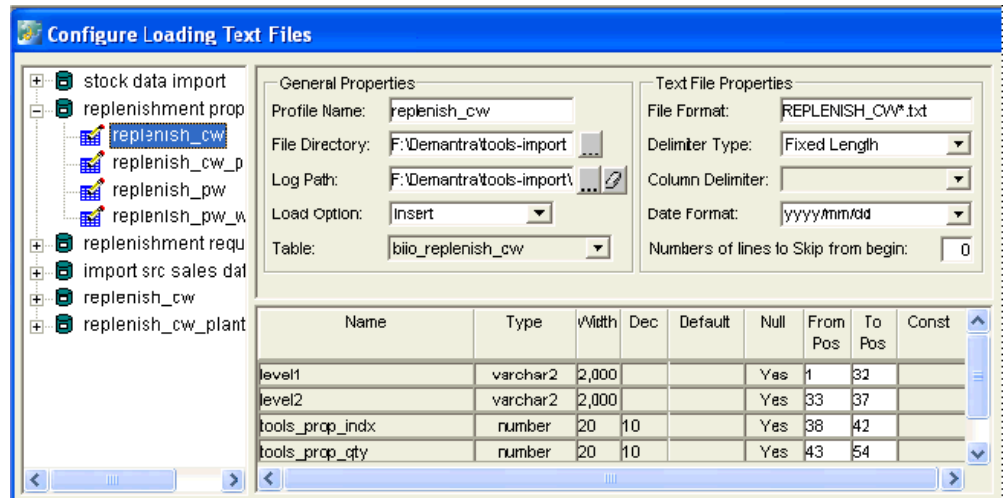 Configure Loading Text Files
stock data import
replenishment prop
replenish_cw
replenish_cw_p
replenish_pw
replenish_pw_w
replenishment requ
import src sales dat
replenish_cw
replenish_cw_plant
General Properties
Profile Name: replenish_cw
File Directory: F:\Demantra\tools-import ...
Log Path: F:\Demantra\tools-import\ ...
Load Option: Insert
Table: biio_replenish_cw
Text File Properties
File Format: REPLENISH_CW*.txt
Delimiter Type: Fixed Length
Column Delimiter:
Date Format: yyyy/mm/dd
Numbers of lines to Skip from begin: 0
Name Type Width Dec Default Null From Pos To Pos Const
level1 varchar2 2,000 Yes 1 32
level2 varchar2 2,000 Yes 33 37
tools_prop_indx number 20 10 Yes 38 42
tools_prop_qty number 20 10 Yes 43 54